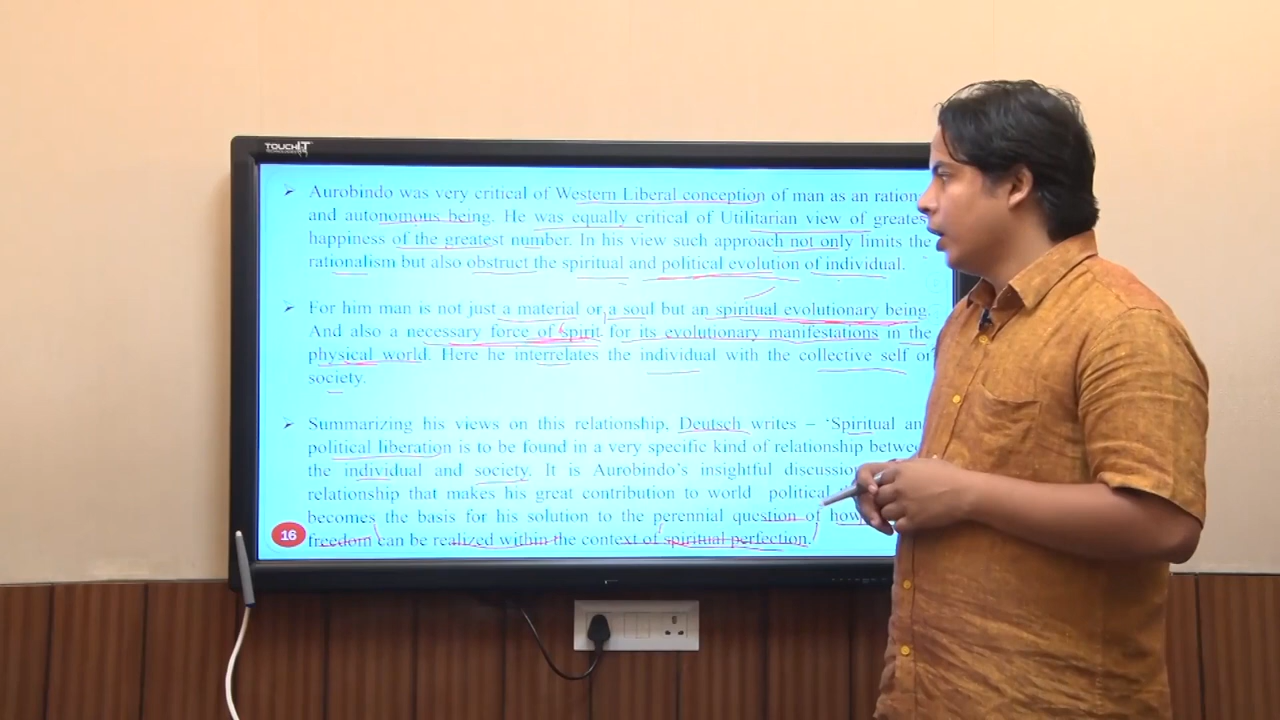 TOUCHIT
TECHNOLOGIES
Aurobindo was very critical of Western Liberal conception of man as an ration
and autonomous being. He was equally critical of Utilitarian view of greates
happiness of the greatest number. In his view such approach not only limits the
rationalism but also obstruct the spiritual and political evolution of individual.
For him man is not just a material or a soul but an spiritual evolutionary being.
And also a necessary force of spirit for its evolutionary manifestations in the
physical world. Here he interrelates the individual with the collective self of
society.
Summarizing his views on this relationship, Deutsch writes – ‘Spiritual an
political liberation is to be found in a very specific kind of relationship betwe
the individual and society. It is Aurobindo’s insightful discussion
relationship that makes his great contribution to world political
becomes the basis for his solution to the perennial question of how
freedom can be realized within the context of spiritual perfection.
16